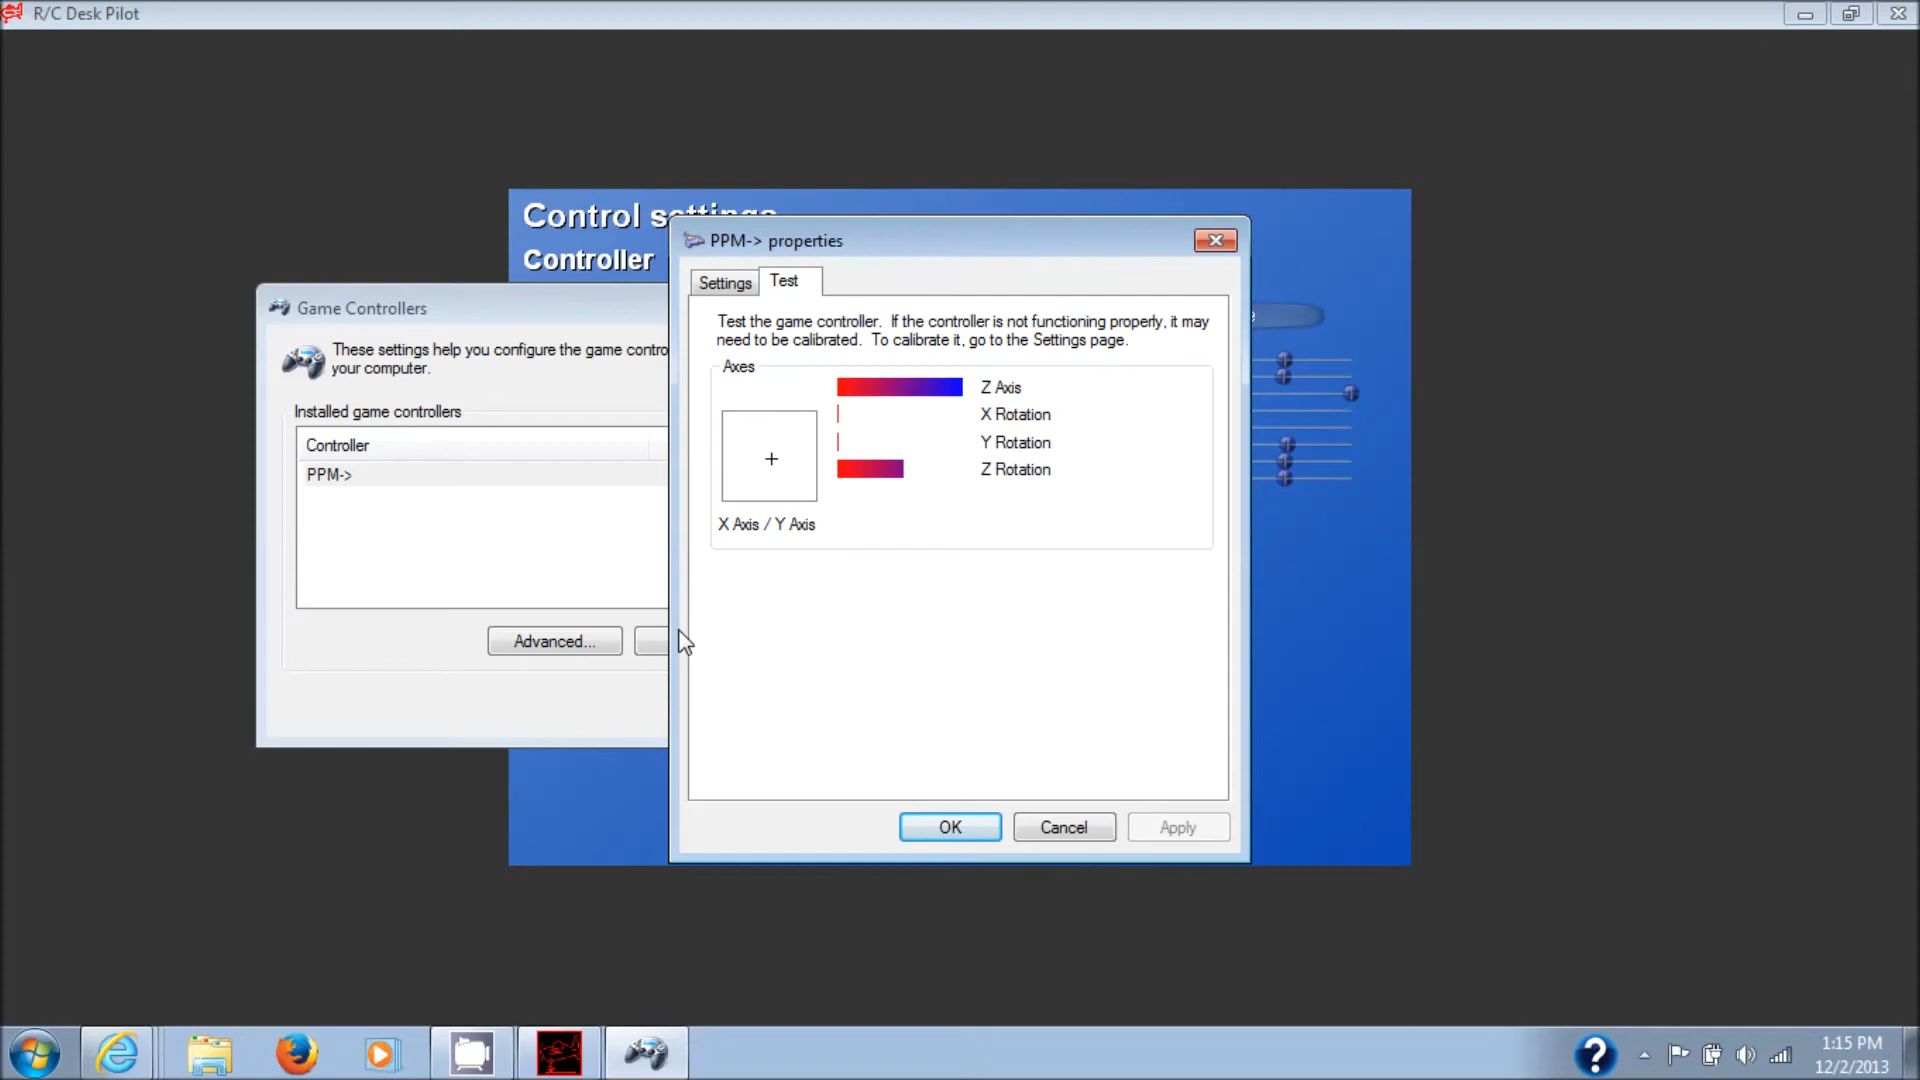 R/C Desk Pilot
Control settings
Controller
PPM-> properties
Settings
Test
Test the game controller. If the controller is not functioning properly, it may
need to be calibrated. To calibrate it, go to the Settings page.
Axes
Z Axis
X Rotation
Y Rotation
Z Rotation
X Axis / Y Axis
OK
Cancel
Apply
Game Controllers
These settings help you configure the game contro
your computer.
Installed game controllers
Controller
PPM->
Advanced...
1:15 PM
12/2/2013